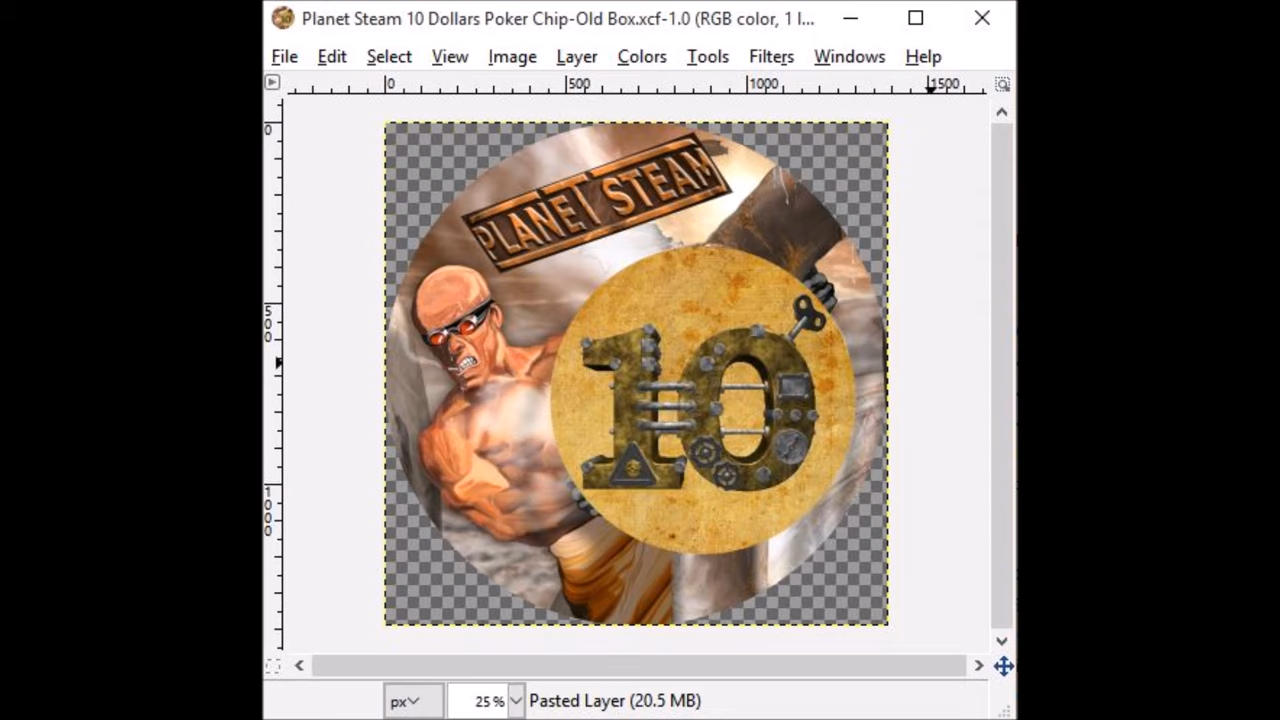 Planet Steam 10 Dollars Poker Chip-Old Box.xcf-1.0 (RGB color, 1 l...
File Edit Select View Image Layer Colors Tools Filters Windows Help
0 500 1000 1500
0
500
1000
PLANET STEAM
10
px 25 % Pasted Layer (20.5 MB)